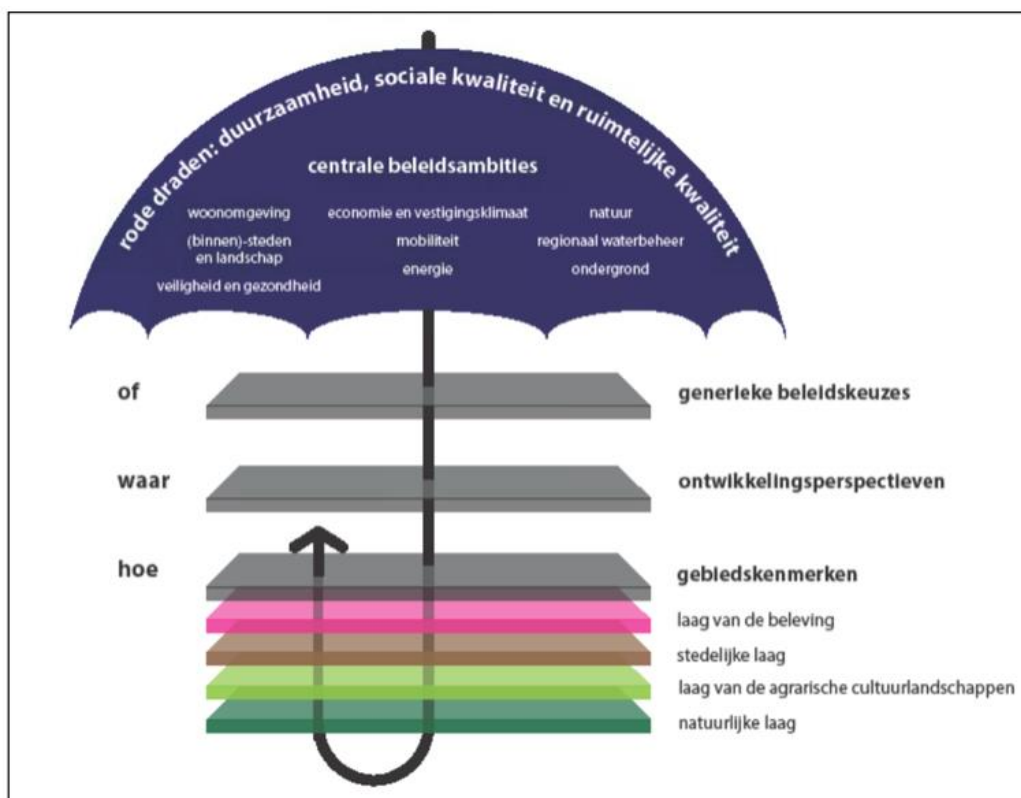 rode draden: duurzaamheid, sociale kwaliteit en ruimtelijke kwaliteit
centrale beleidsambities
woonomgeving
(binnen)-steden
en landschap
veiligheid en gezondheid
economie en vestigingsklimaat
mobiliteit
energie
natuur
regionaal waterbeheer
ondergrond
of
generieke beleidskeuzes
waar
ontwikkelingsperspectieven
hoe
gebiedskenmerken
laag van de beleving
stedelijke laag
laag van de agrarische cultuurlandschappen
natuurlijke laag